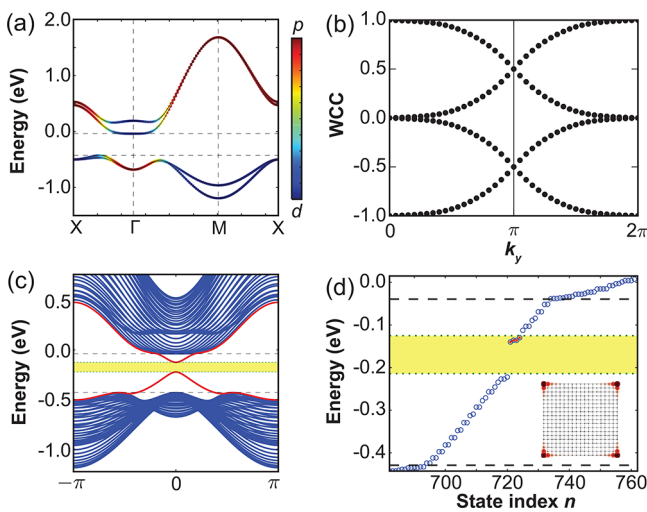 (a)
2.0
1.0
0.0
-1.0
Energy (eV)
X Γ M X
p
d
(b)
1.0
0.5
0.0
-0.5
-1.0
WCC
0 π 2π
k_y
(c)
0.5
0.0
-0.5
-1.0
Energy (eV)
−π 0 π
(d)
0.0
-0.1
-0.2
-0.3
-0.4
Energy (eV)
700 720 740 760
State index n